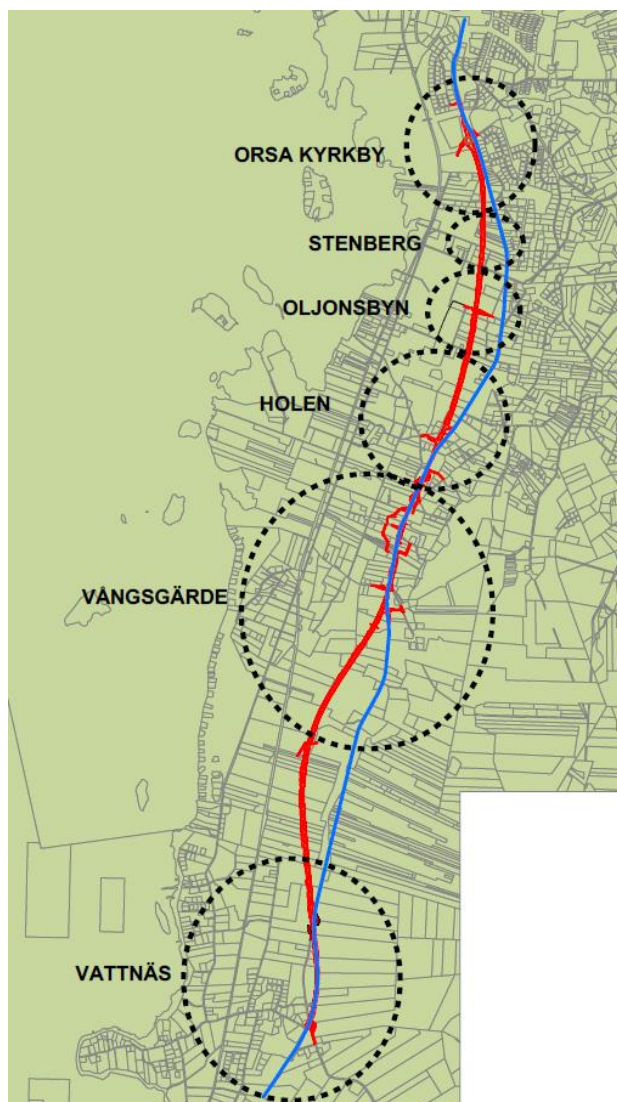 ORSA KYRKBY
STENBERG
OLJONSBYN
HOLEN
VÅNGSGÄRDE
VATTNÄS